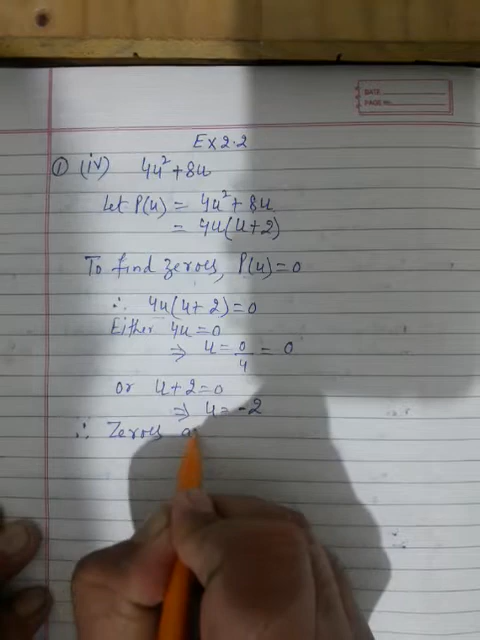 DATE
PAGE No.
Ex 2.2
① (iv) 4u² + 8u
Let P(u) = 4u² + 8u
= 4u(u+2)
To find zeroes, P(u) = 0
∴ 4u(u+2) = 0
Either 4u = 0
⇒ u = 0/4 = 0
or u+2 = 0
⇒ u = -2
∴ Zeroes a